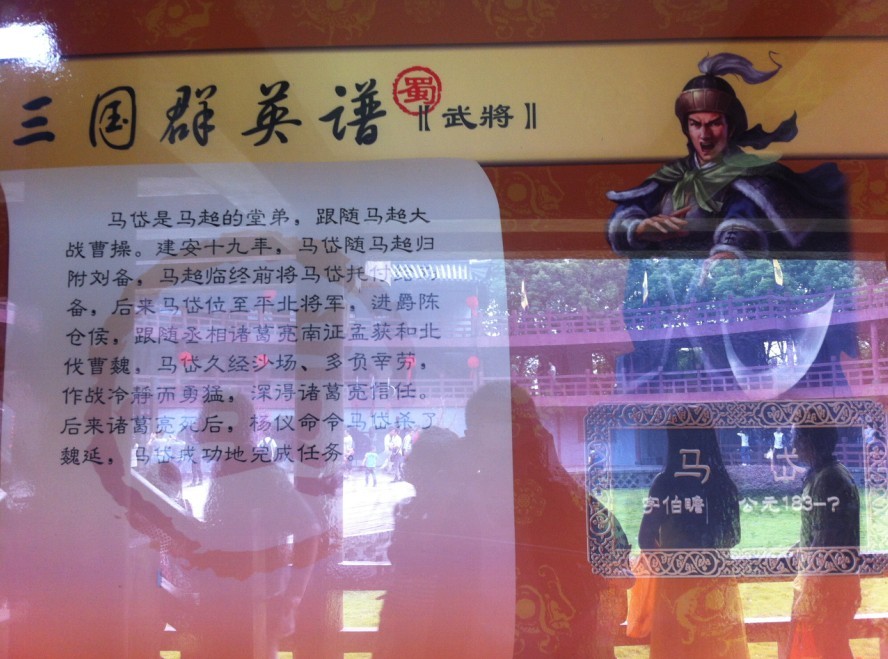 三国群英谱 蜀 〖武將〗
马岱是马超的堂弟，跟随马超大
战曹操。建安十九年，马岱随马超归
附刘备，马超临终前将马岱托付
备，后来马岱位至平北将军，进爵陈
仓侯，跟随丞相诸葛亮南证孟获和北
伐曹魏，马岱久经沙场、多负辛劳，
作战冷静而勇猛，深得诸葛亮信任。
后来诸葛亮死后，杨仪命令马岱杀了
魏延，马岱成功地完成任务。
马 岱
字伯瞻 公元183-?